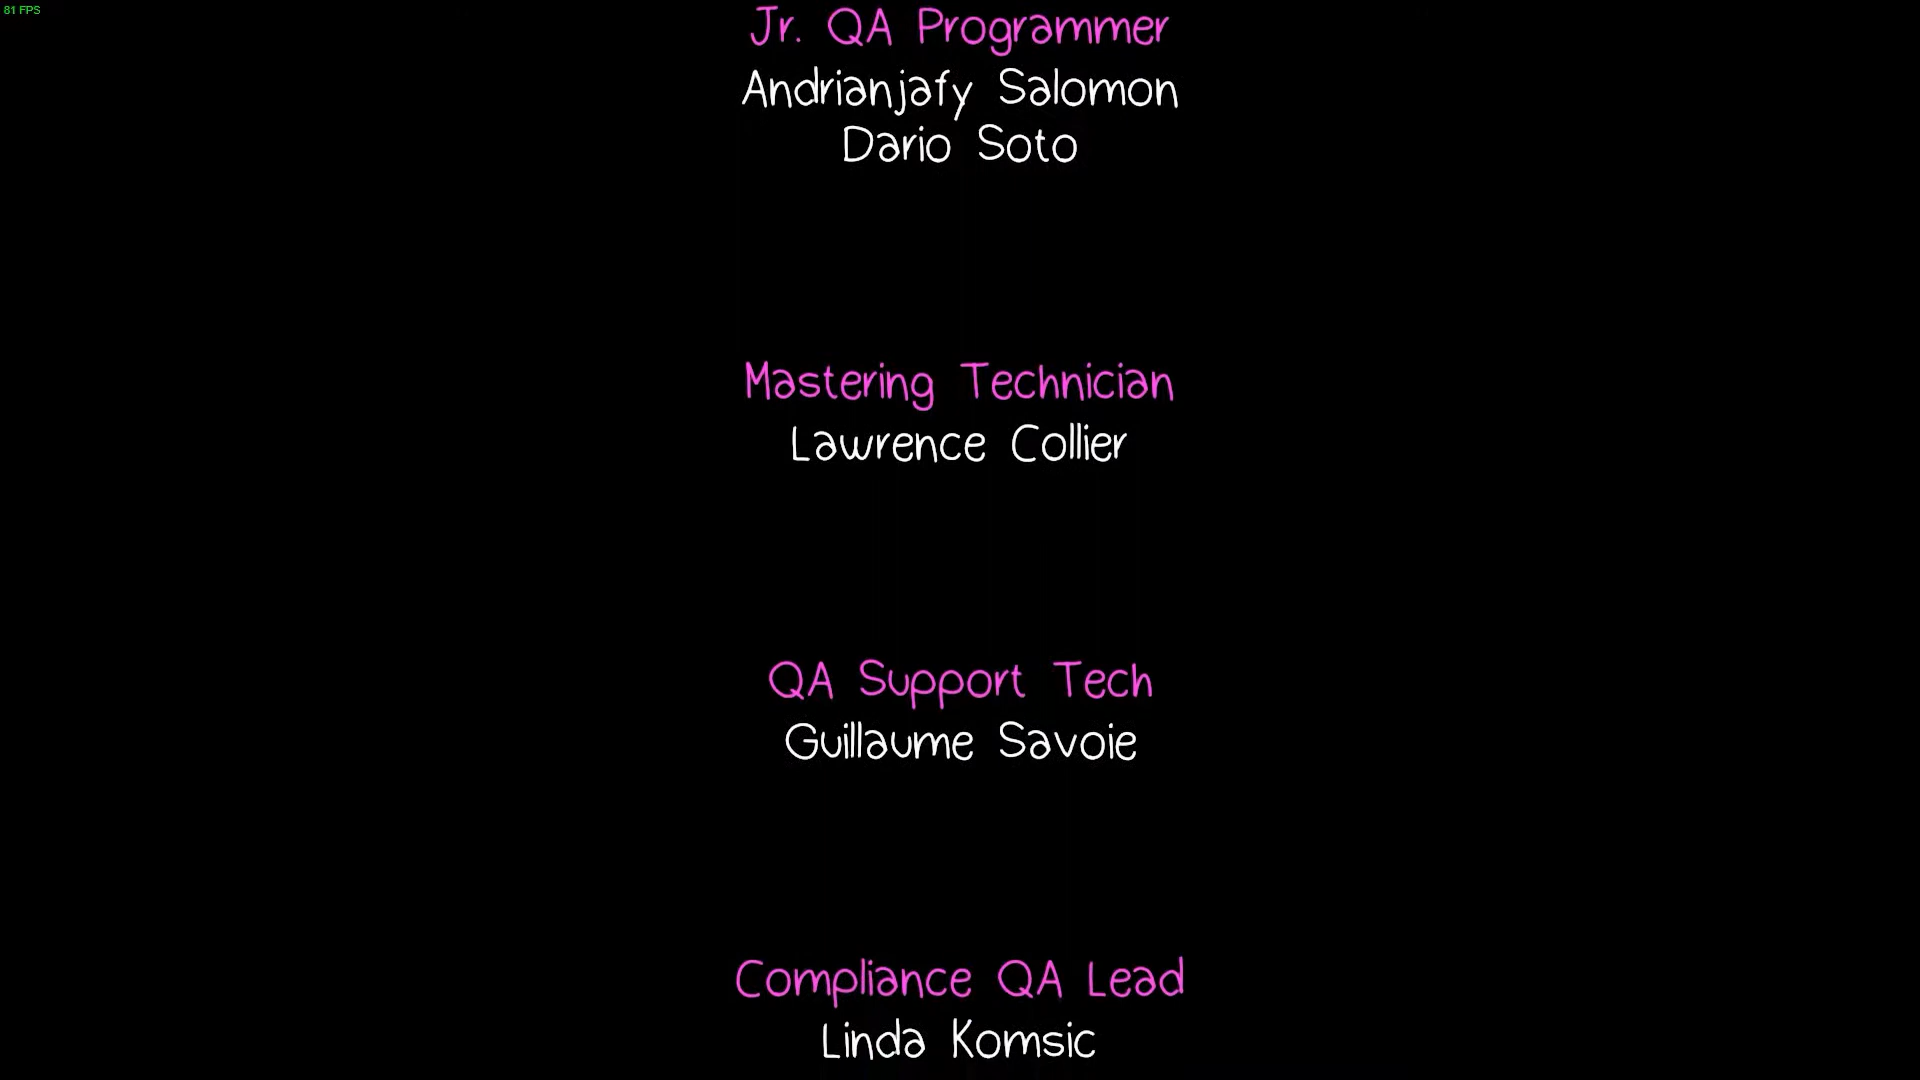 81 FPS
Jr. QA Programmer
Andrianjafy Salomon
Dario Soto
Mastering Technician
Lawrence Collier
QA Support Tech
Guillaume Savoie
Compliance QA Lead
Linda Komsic